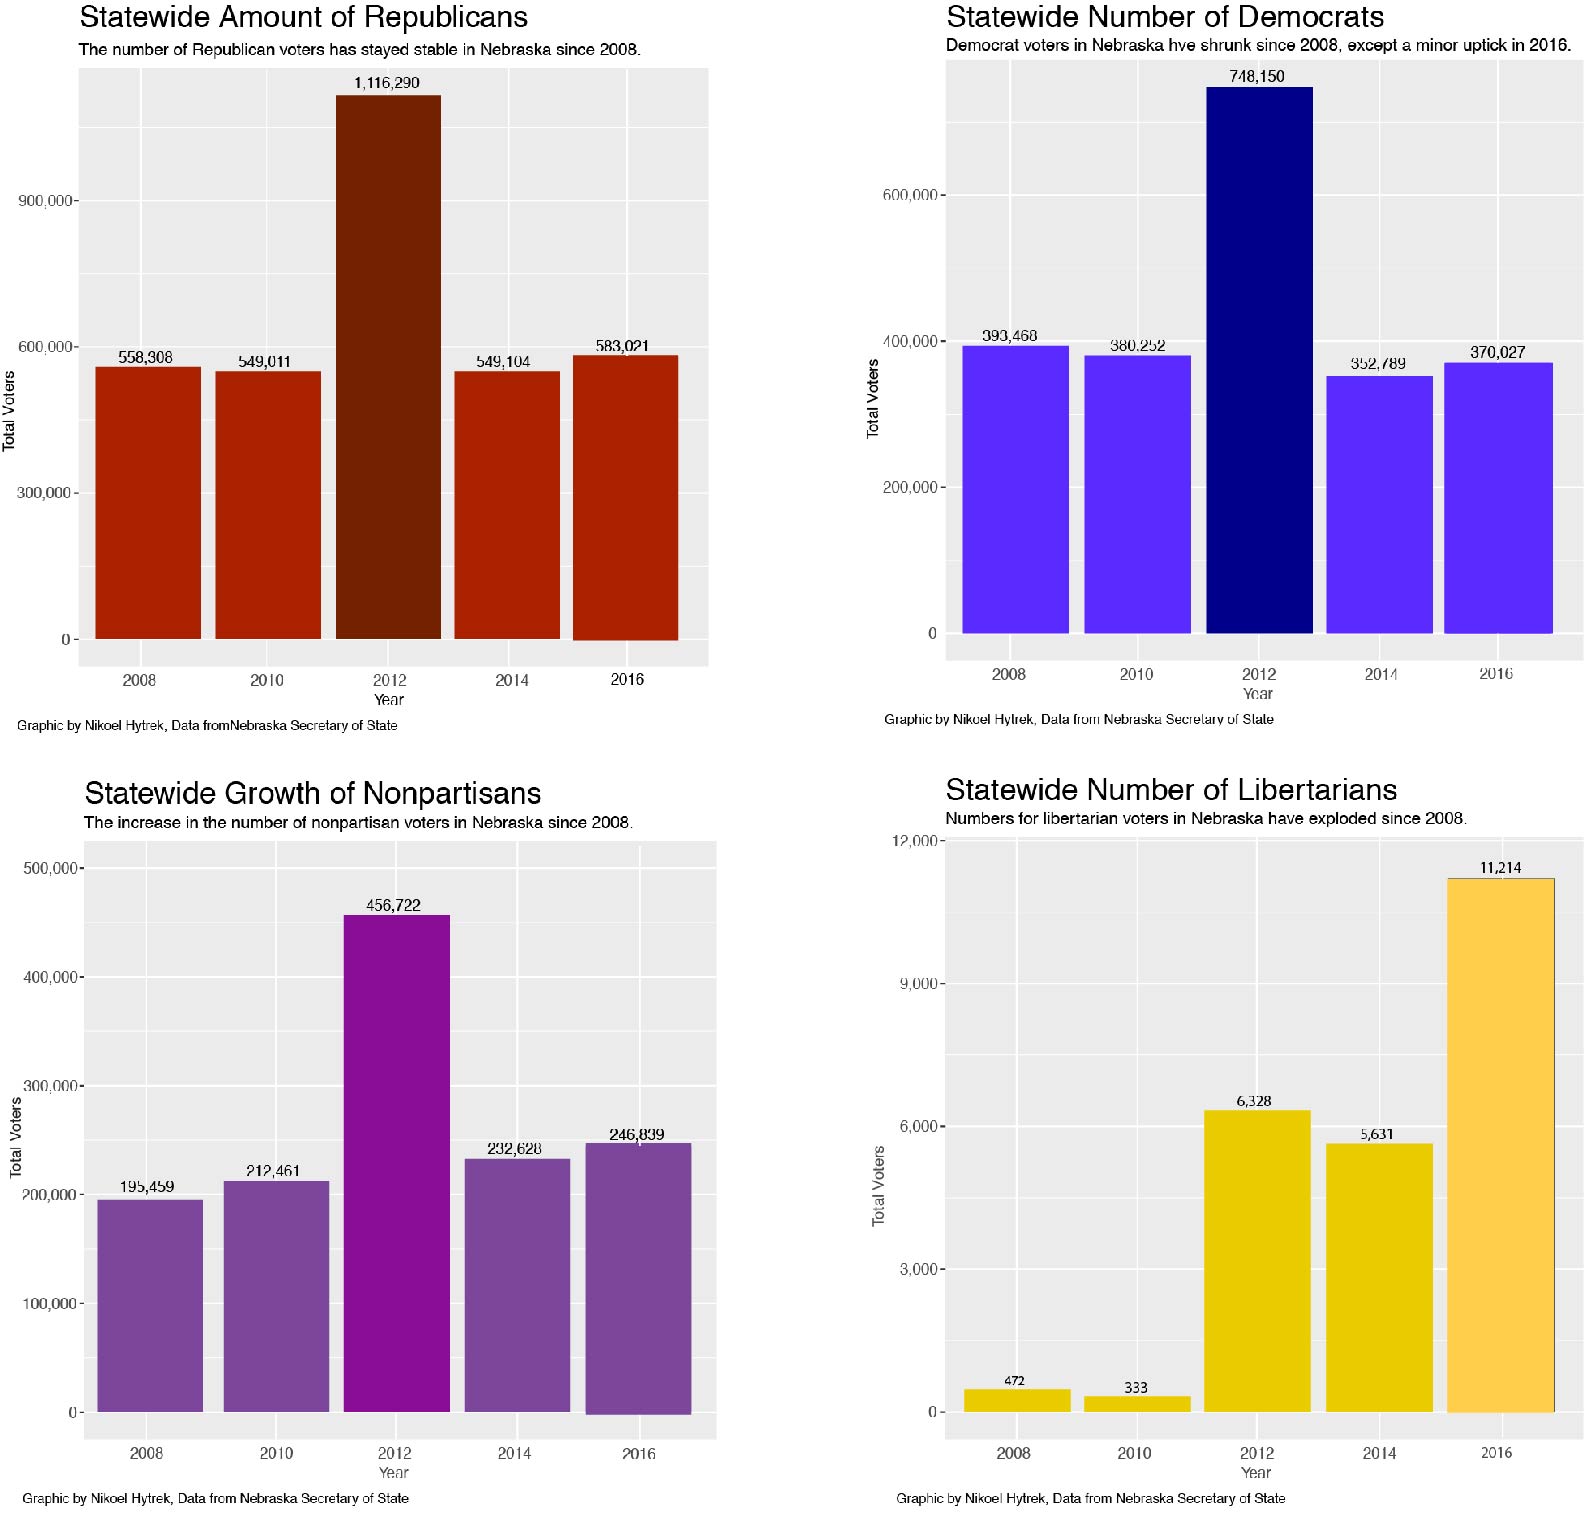 Statewide Amount of Republicans
The number of Republican voters has stayed stable in Nebraska since 2008.
1,116,290
900,000
600,000
558,308
549,011
549,104
583,021
Total Voters
300,000
0
2008
2010
2012
2014
2016
Year
Graphic by Nikoel Hytrek, Data fromNebraska Secretary of State
Statewide Number of Democrats
Democrat voters in Nebraska hve shrunk since 2008, except a minor uptick in 2016.
748,150
600,000
400,000
393,468
380,252
352,789
370,027
Total Voters
200,000
0
2008
2010
2012
2014
2016
Year
Graphic by Nikoel Hytrek, Data from Nebraska Secretary of State
Statewide Growth of Nonpartisans
The increase in the number of nonpartisan voters in Nebraska since 2008.
500,000
456,722
400,000
300,000
Total Voters
195,459
212,461
232,628
246,839
200,000
100,000
0
2008
2010
2012
2014
2016
Year
Graphic by Nikoel Hytrek, Data from Nebraska Secretary of State
Statewide Number of Libertarians
Numbers for libertarian voters in Nebraska have exploded since 2008.
12,000
11,214
9,000
6,328
6,000
5,631
Total Voters
3,000
472
333
0
2008
2010
2012
2014
2016
Year
Graphic by Nikoel Hytrek, Data from Nebraska Secretary of State